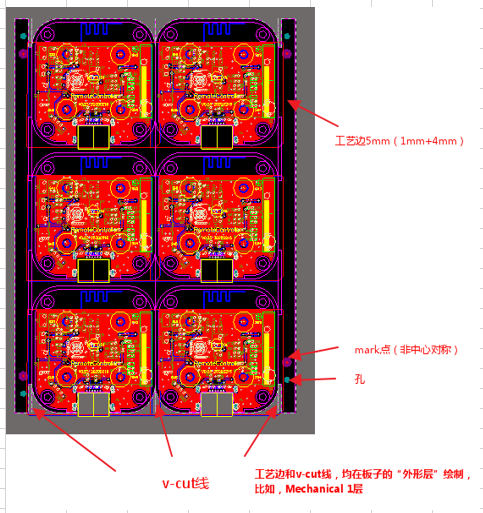 RemoteController RemoteController
工艺边5mm（1mm+4mm）
RemoteController RemoteController
RemoteController RemoteController
mark点（非中心对称）
孔
v-cut线
工艺边和v-cut线，均在板子的“外形层”绘制，
比如，Mechanical 1层